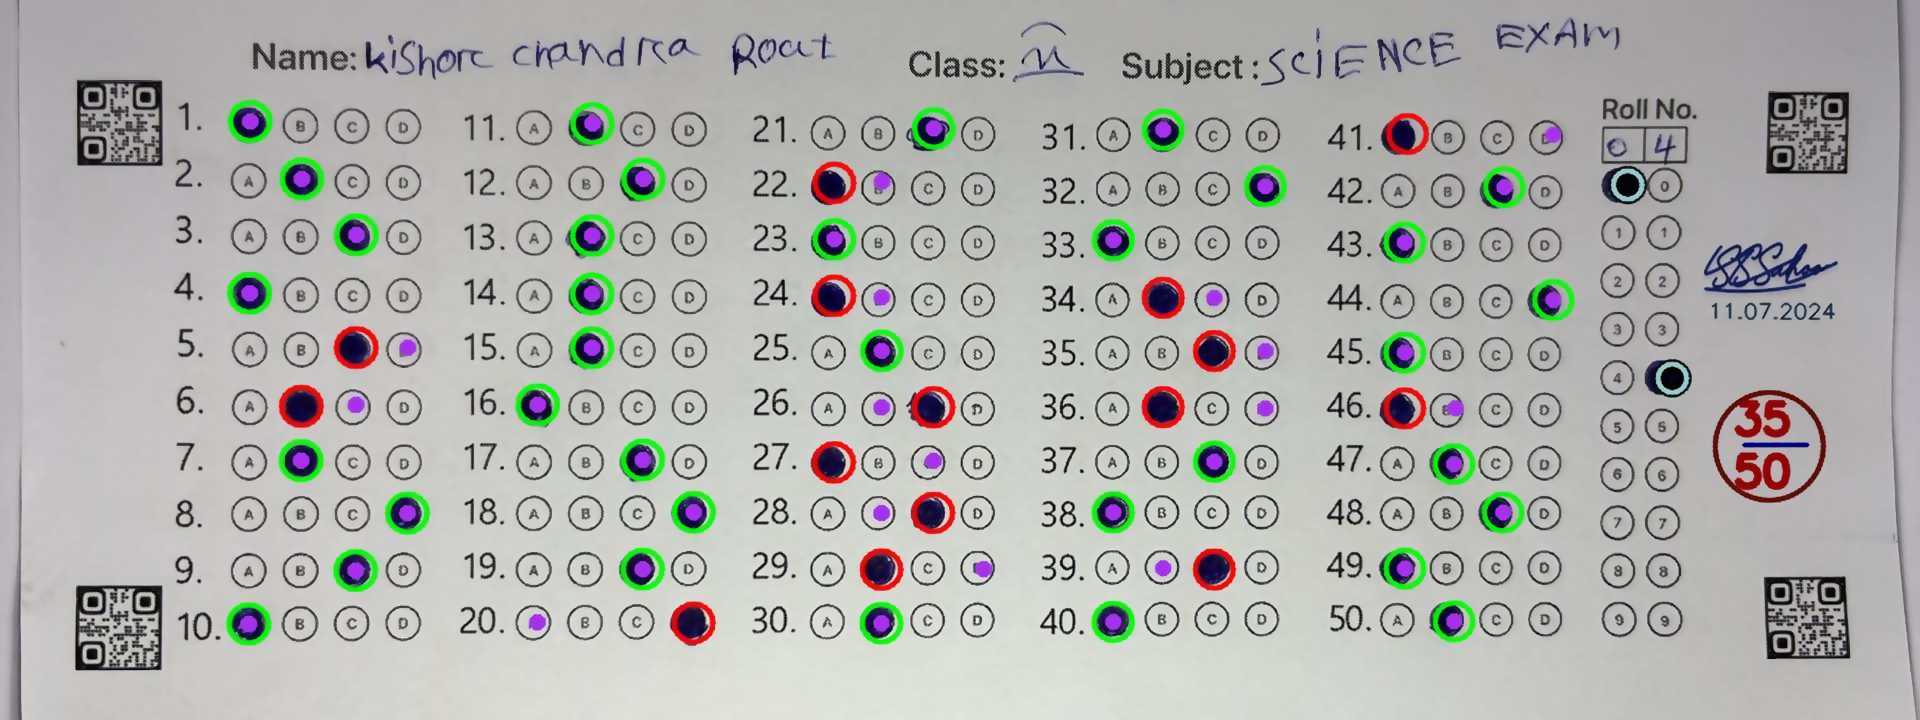 Name: kishore chandra Rout Class: Subject : SCIENCE EXAM
Roll No.
0 4
1. B C D 11. A C D 21. A B D 31. A C D 41. B C
2. A C D 12. A B D 22. C D 32. A B C 42. A B D 0
3. A B D 13. A C D 23. B C D 33. B C D 43. B C D 1 1
4. B C D 14. A C D 24. C D 34. A D 44. A B C 2 2
11.07.2024
5. A B 15. A C D 25. A C D 35. A B 45. B C D 3 3
6. A D 16. B C D 26. A D 36. A C 46. B C D 4
7. A C D 17. A B D 27. B D 37. A B D 47. A C D 5 5
35
50
8. A B C 18. A B C 28. A D 38. B C D 48. A B D 7 7
6 6
9. A B D 19. A B D 29. A C 39. A D 49. B C D 8 8
10. B C D 20. B C 30. A C D 40. B C D 50. A C D 9 9